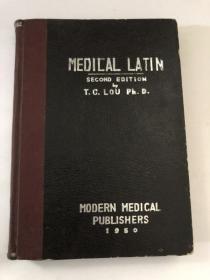 MEDICAL LATIN
SECOND EDITION
by
T. C. LOU Ph. D.
MODERN MEDICAL
PUBLISHERS
1950